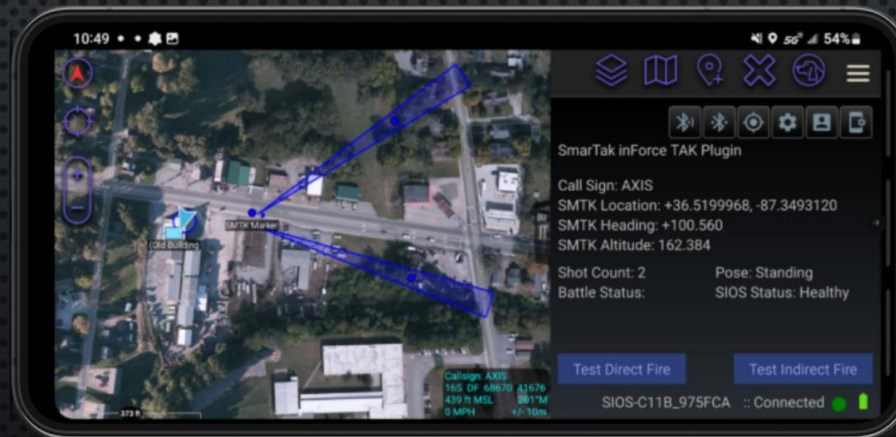 10:49
5G 54%
SMTK Marker
(Old Building
373 ft
Callsign: AXIS
16S DF 68670 41676
439 ft MSL 201°M
0 MPH +/- 10m
SmarTak inForce TAK Plugin
Call Sign: AXIS
SMTK Location: +36.5199968, -87.3493120
SMTK Heading: +100.560
SMTK Altitude: 162.384
Shot Count: 2 Pose: Standing
Battle Status: SIOS Status: Healthy
Test Direct Fire Test Indirect Fire
SIOS-C11B_975FCA :: Connected